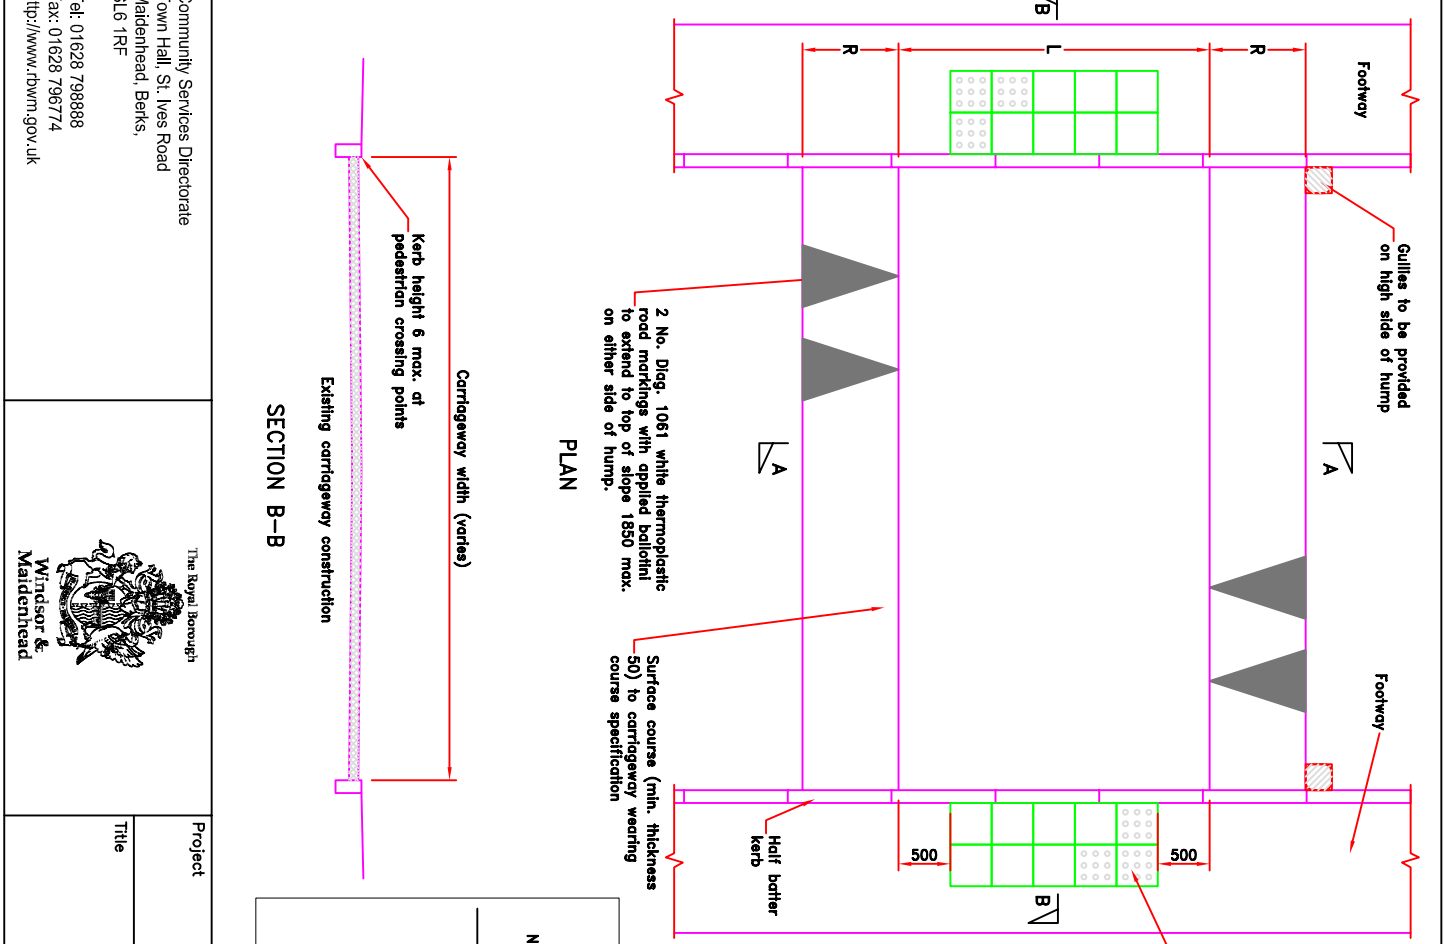 Footway
Gullies to be provided
on high side of hump
Footway
B
R
L
R
A
A
500
500
B
Half batter
kerb
2 No. Diag. 1061 white thermoplastic
road markings with applied ballotini
to extend to top of slope 1850 max.
on either side of hump.
Surface course (min. thickness
50) to carriageway wearing
course specification
PLAN
Carriageway width (varies)
Kerb height 6 max. at
pedestrian crossing points
Existing carriageway construction
SECTION B-B
N
Community Services Directorate
Town Hall, St. Ives Road
Maidenhead, Berks,
SL6 1RF
Tel: 01628 798888
Fax: 01628 796774
http://www.rbwm.gov.uk
The Royal Borough
Windsor &
Maidenhead
Project
Title